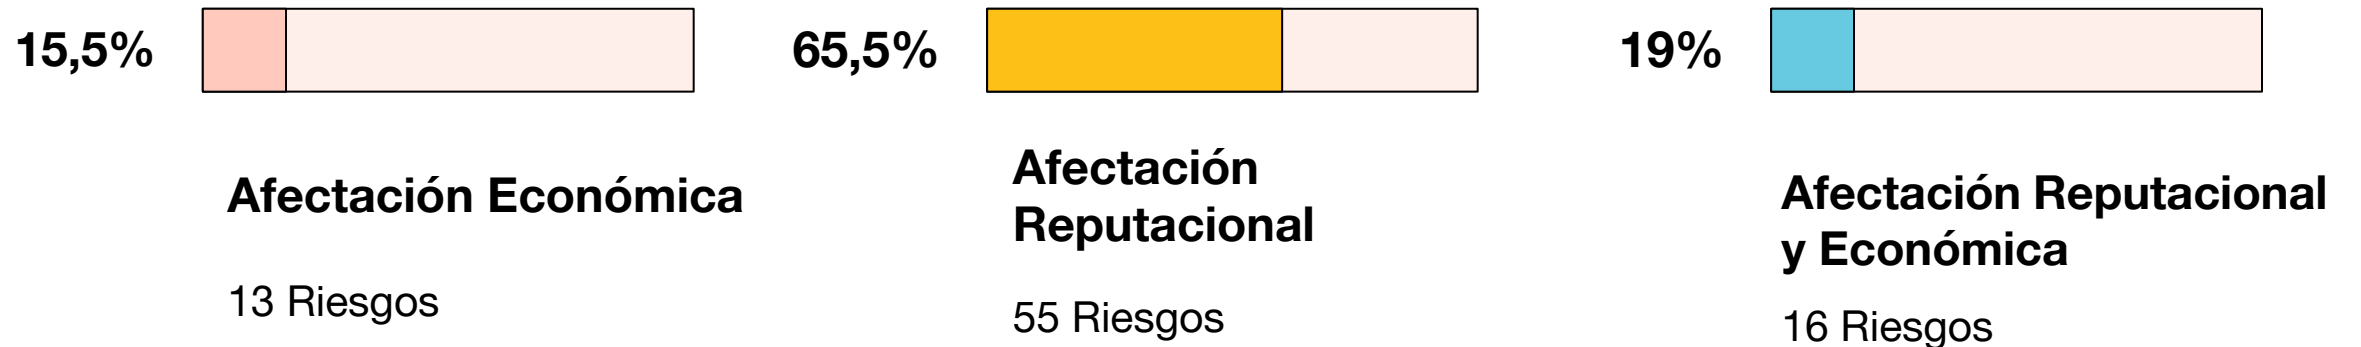 15,5%
Afectación Económica
13 Riesgos
65,5%
Afectación
Reputacional
55 Riesgos
19%
Afectación Reputacional
y Económica
16 Riesgos